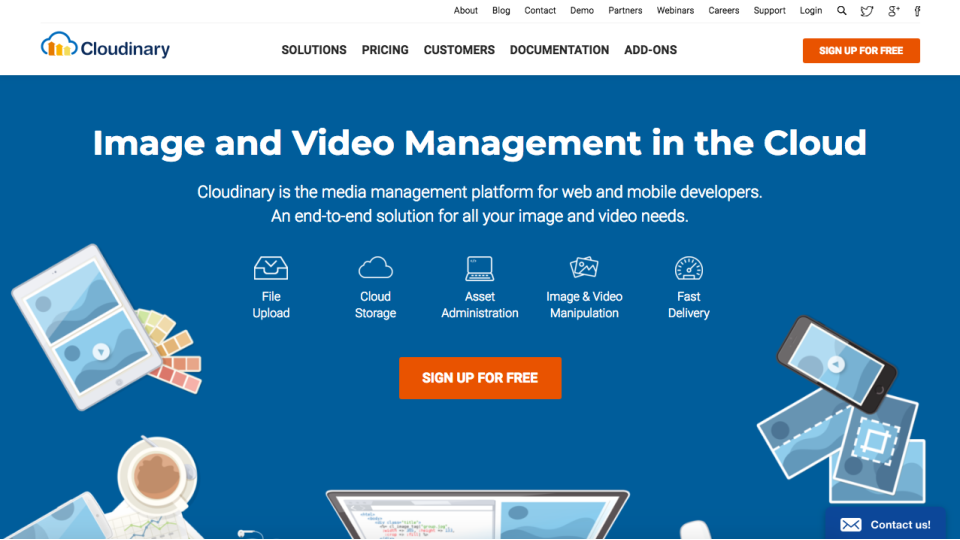 About Blog Contact Demo Partners Webinars Careers Support Login
Cloudinary
SOLUTIONS PRICING CUSTOMERS DOCUMENTATION ADD-ONS
SIGN UP FOR FREE
Image and Video Management in the Cloud
Cloudinary is the media management platform for web and mobile developers.
An end-to-end solution for all your image and video needs.
File Upload
Cloud Storage
Asset Administration
Image & Video Manipulation
Fast Delivery
SIGN UP FOR FREE
<html>
<body>
Contact us!